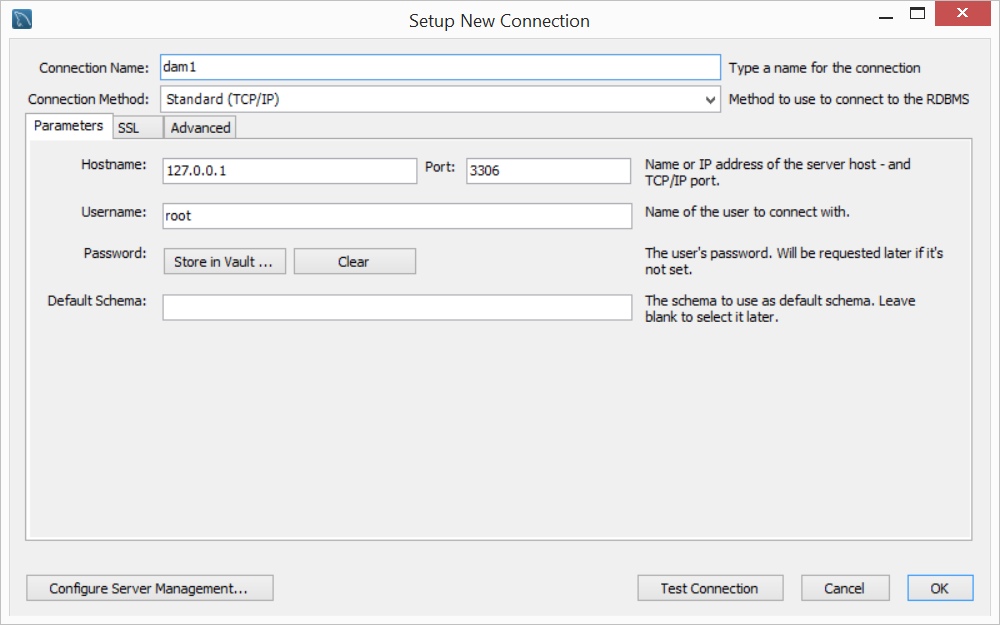 Setup New Connection
Connection Name: dam1 Type a name for the connection
Connection Method: Standard (TCP/IP) Method to use to connect to the RDBMS
Parameters SSL Advanced
Hostname: 127.0.0.1 Port: 3306 Name or IP address of the server host - and
TCP/IP port.
Username: root Name of the user to connect with.
Password: Store in Vault ... Clear The user's password. Will be requested later if it's
not set.
Default Schema: The schema to use as default schema. Leave
blank to select it later.
Configure Server Management... Test Connection Cancel OK